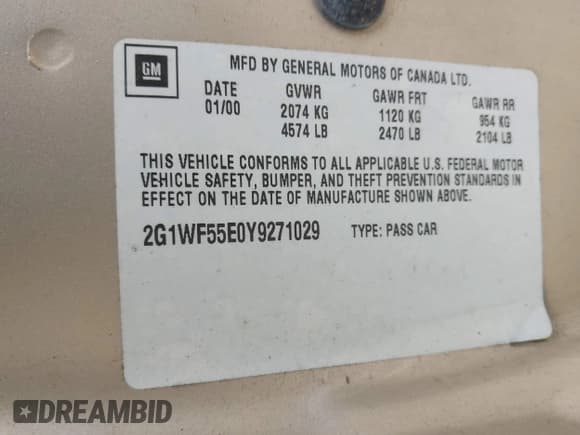 GM
MFD BY GENERAL MOTORS OF CANADA LTD.
DATE GVWR GAWR FRT GAWR RR
01/00 2074 KG 1120 KG 954 KG
4574 LB 2470 LB 2104 LB
THIS VEHICLE CONFORMS TO ALL APPLICABLE U.S. FEDERAL MOTOR
VEHICLE SAFETY, BUMPER, AND THEFT PREVENTION STANDARDS IN
EFFECT ON THE DATE OF MANUFACTURE SHOWN ABOVE.
2G1WF55E0Y9271029 TYPE: PASS CAR
DREAMBID